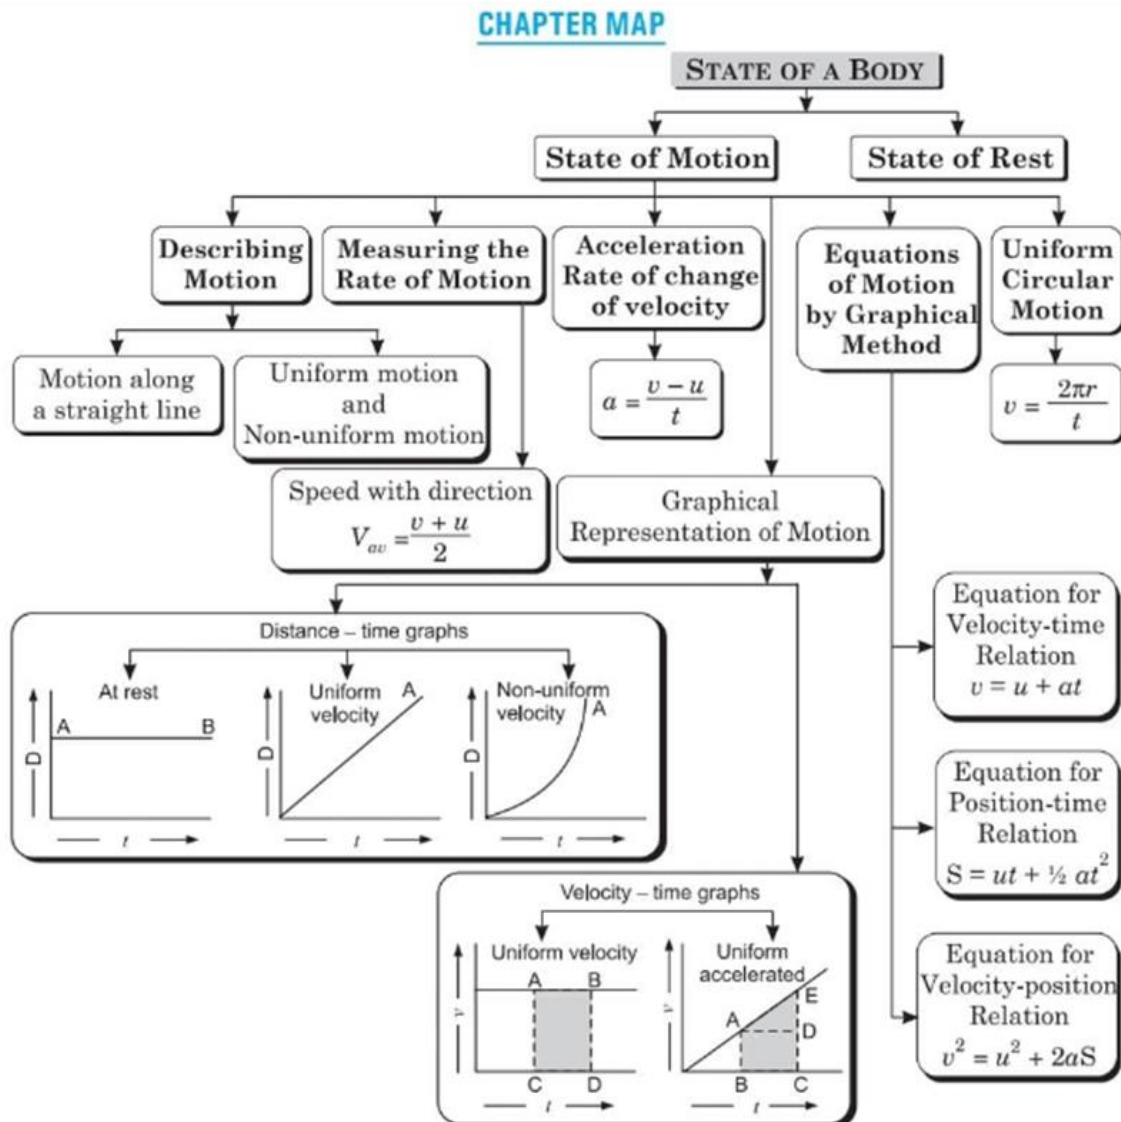 CHAPTER MAP
STATE OF A BODY
State of Motion
State of Rest
Describing
Motion
Measuring the
Rate of Motion
Acceleration
Rate of change
of velocity
Equations
of Motion
by Graphical
Method
Uniform
Circular
Motion
Motion along
a straight line
Uniform motion
and
Non-uniform motion
a = (v – u)/t
v = 2πr/t
Speed with direction
V_av = (v + u)/2
Graphical
Representation of Motion
Equation for
Velocity-time
Relation
v = u + at
Equation for
Position-time
Relation
S = ut + ½ at²
Equation for
Velocity-position
Relation
v² = u² + 2aS
Distance – time graphs
At rest
A B
D
t
Uniform
velocity
A
D
t
Non-uniform
velocity
A
D
t
Velocity – time graphs
Uniform velocity
A B
v
C D
t
Uniform
accelerated
E
A
D
v
B C
t